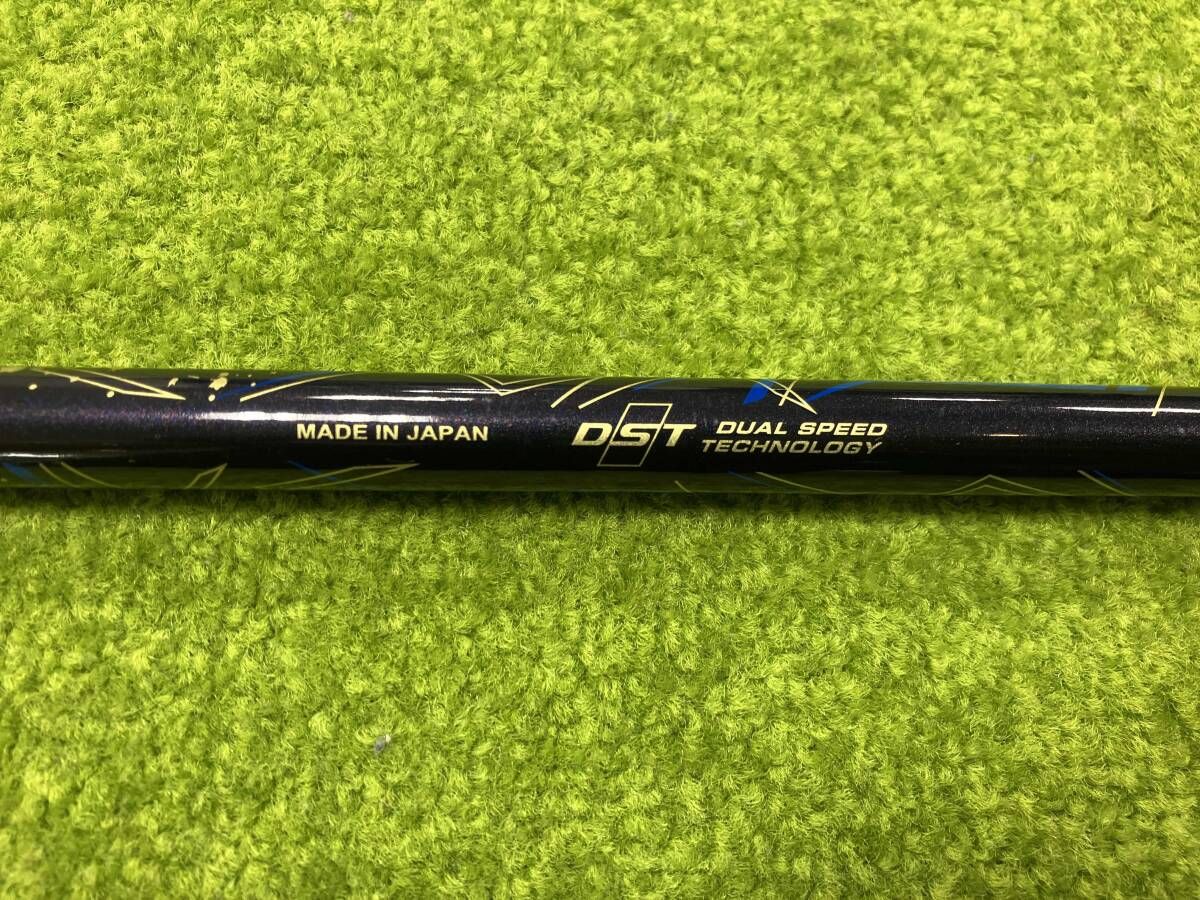 MADE IN JAPAN
DST
DUAL SPEED
TECHNOLOGY